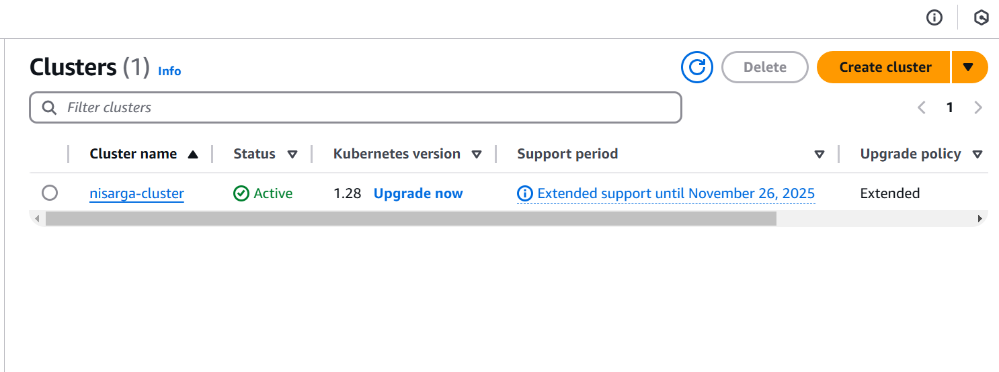 Clusters (1) Info
Delete
Create cluster
Filter clusters
1
Cluster name Status Kubernetes version Support period Upgrade policy
nisarga-cluster Active 1.28 Upgrade now Extended support until November 26, 2025 Extended